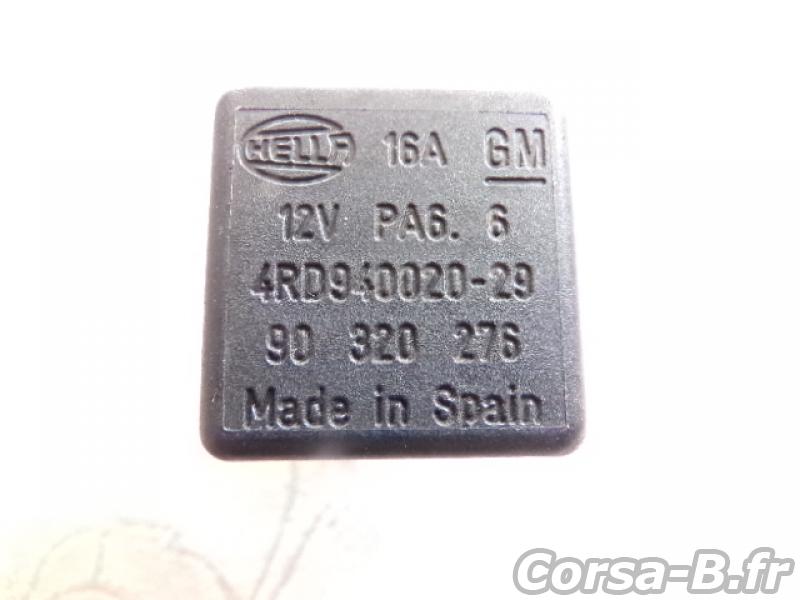 HELLA 16A GM
12V PA6. 6
4RD940020-29
90 320 276
Made in Spain
Corsa-B.fr